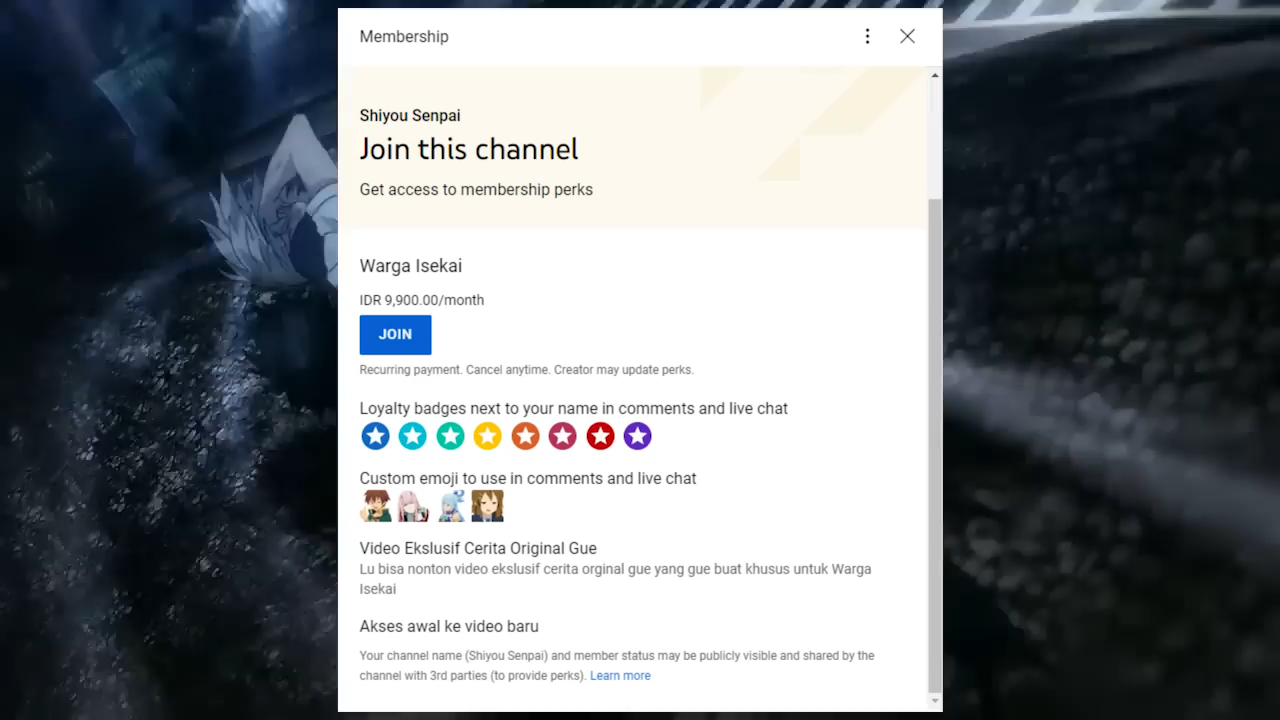 Membership
Shiyou Senpai
Join this channel
Get access to membership perks
Warga Isekai
IDR 9,900.00/month
JOIN
Recurring payment. Cancel anytime. Creator may update perks.
Loyalty badges next to your name in comments and live chat
Custom emoji to use in comments and live chat
Video Ekslusif Cerita Original Gue
Lu bisa nonton video ekslusif cerita orginal gue yang gue buat khusus untuk Warga
Isekai
Akses awal ke video baru
Your channel name (Shiyou Senpai) and member status may be publicly visible and shared by the
channel with 3rd parties (to provide perks). Learn more